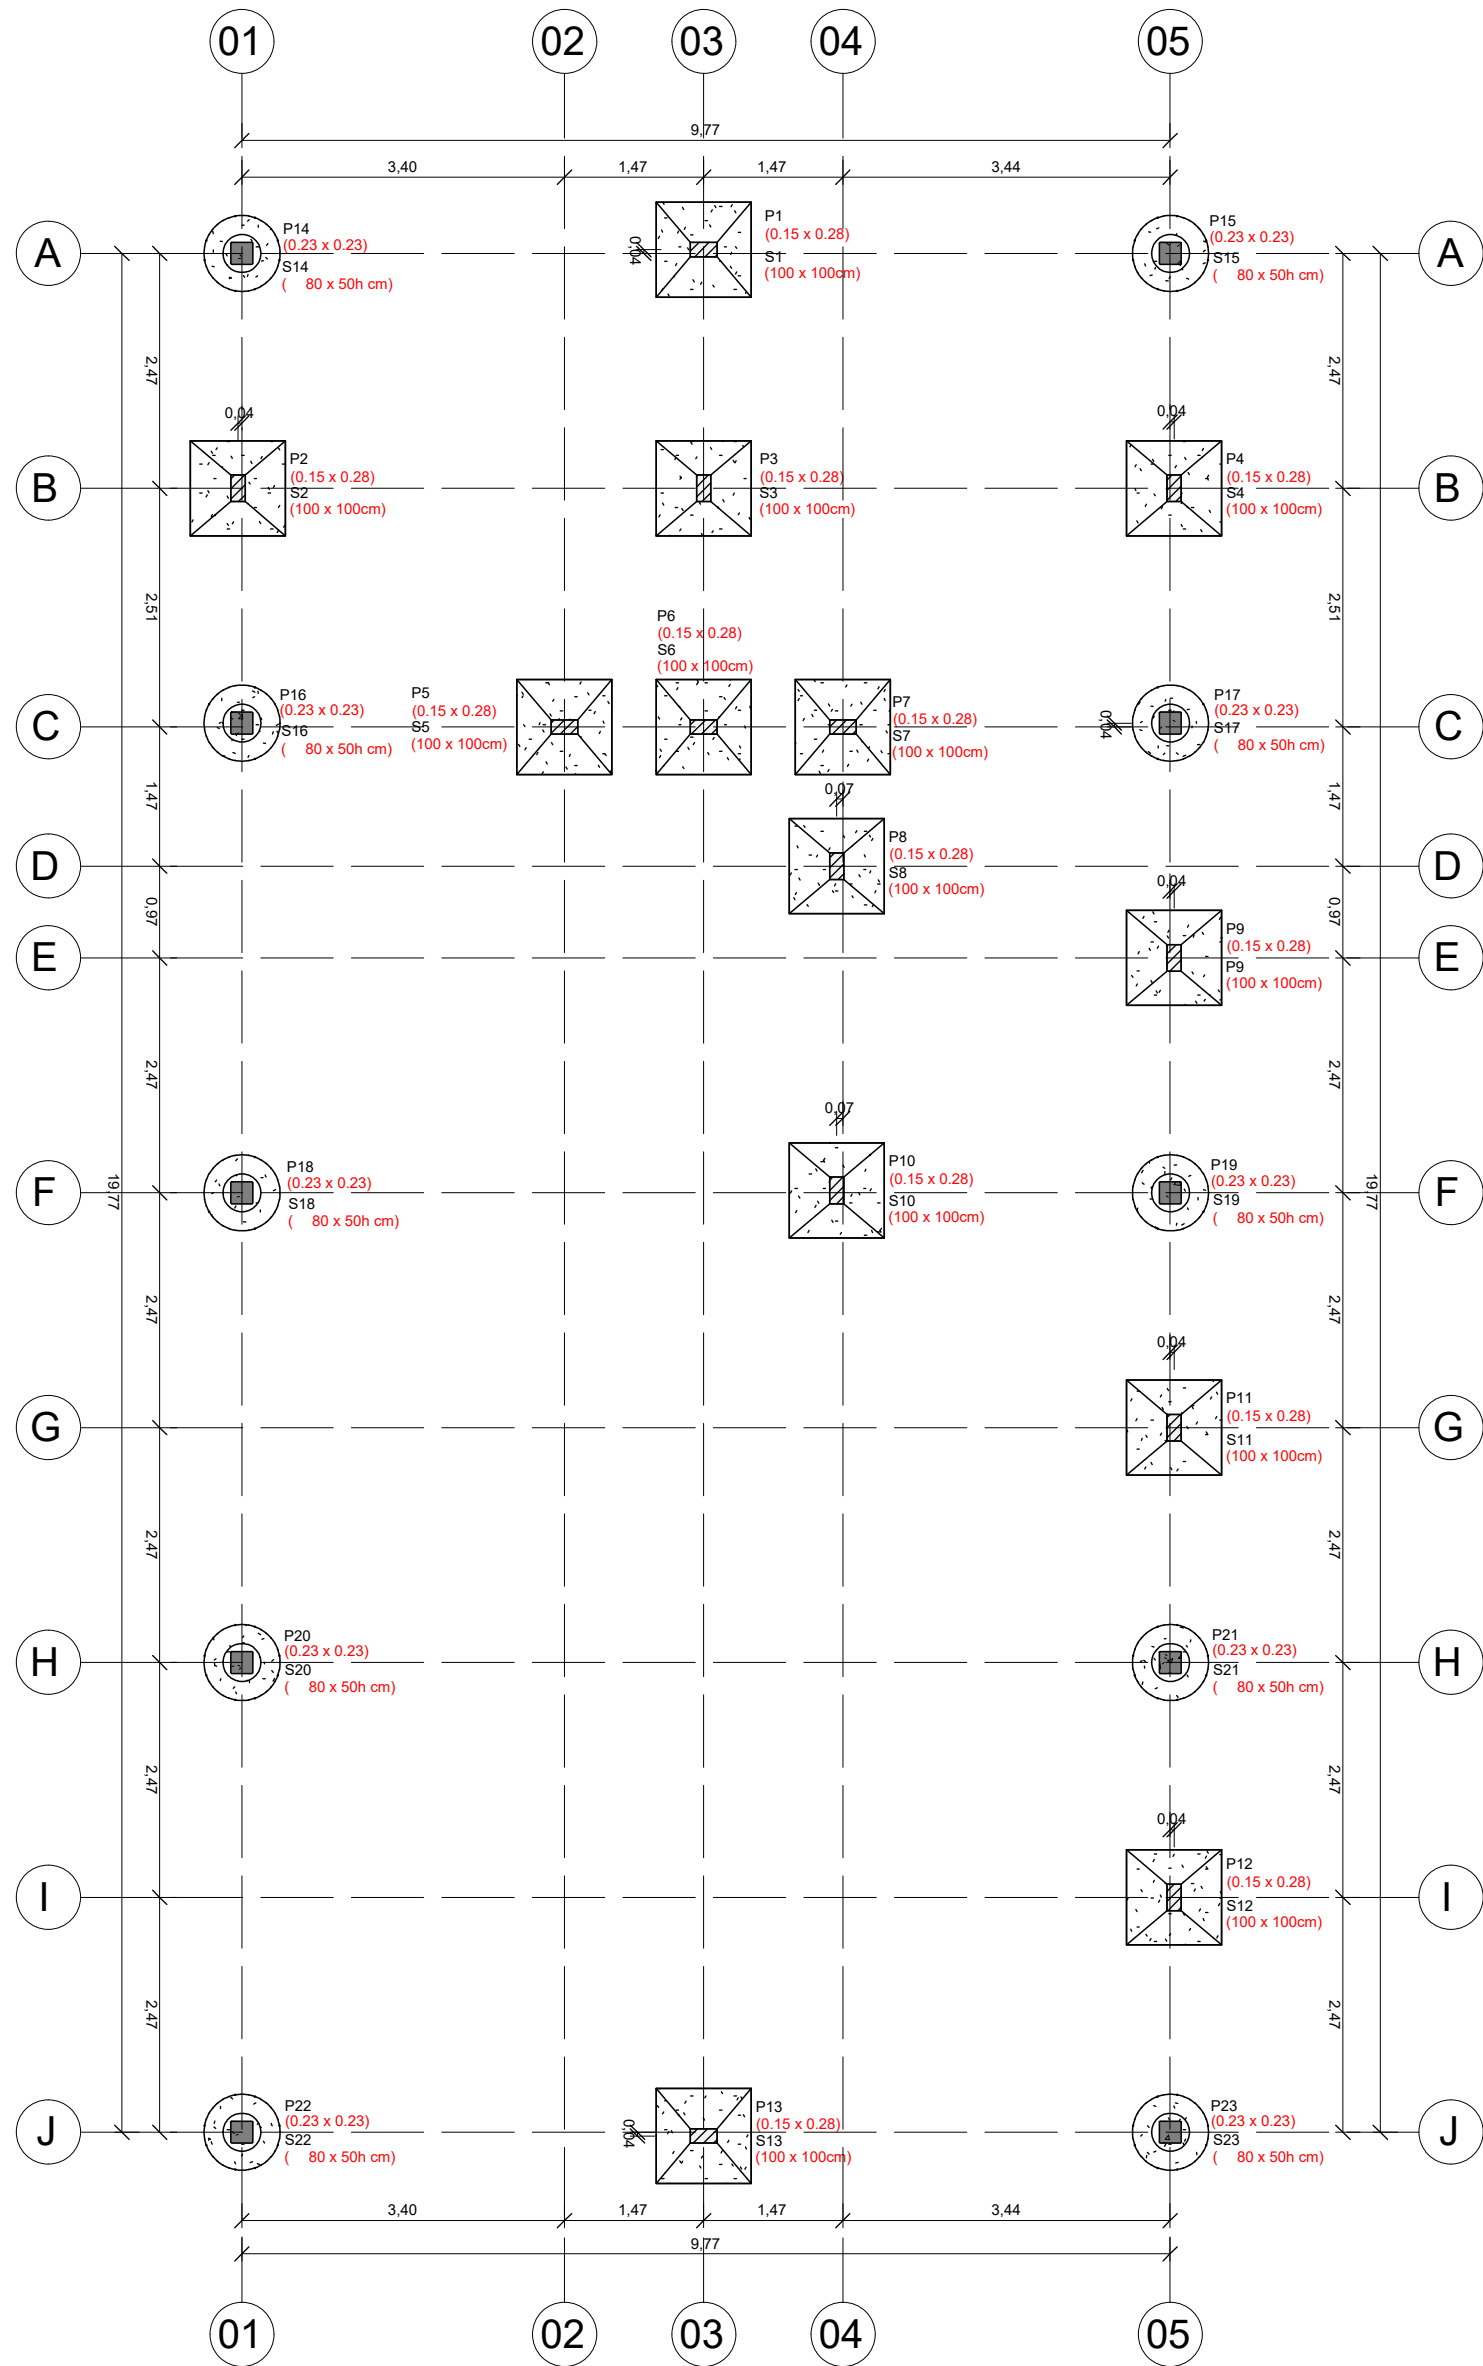 01
02
03
04
05
9,77
3,40
1,47
1,47
3,44
A
P14
(0.23 x 0.23)
S14
( 80 x 50h cm)
0,04
P1
(0.15 x 0.28)
S1
(100 x 100cm)
P15
(0.23 x 0.23)
S15
( 80 x 50h cm)
A
2,47
2,47
B
0,04
P2
(0.15 x 0.28)
S2
(100 x 100cm)
P3
(0.15 x 0.28)
S3
(100 x 100cm)
0,04
P4
(0.15 x 0.28)
S4
(100 x 100cm)
B
2,51
2,51
C
P16
(0.23 x 0.23)
S16
( 80 x 50h cm)
P5
(0.15 x 0.28)
S5
(100 x 100cm)
P6
(0.15 x 0.28)
S6
(100 x 100cm)
P7
(0.15 x 0.28)
S7
(100 x 100cm)
0,04
P17
(0.23 x 0.23)
S17
( 80 x 50h cm)
C
1,47
1,47
D
0,07
P8
(0.15 x 0.28)
S8
(100 x 100cm)
D
0,97
0,97
E
0,04
P9
(0.15 x 0.28)
P9
(100 x 100cm)
E
2,47
2,47
F
19,77
P18
(0.23 x 0.23)
S18
( 80 x 50h cm)
0,07
P10
(0.15 x 0.28)
S10
(100 x 100cm)
P19
(0.23 x 0.23)
S19
( 80 x 50h cm)
19,77
F
2,47
2,47
G
0,04
P11
(0.15 x 0.28)
S11
(100 x 100cm)
G
2,47
2,47
H
P20
(0.23 x 0.23)
S20
( 80 x 50h cm)
P21
(0.23 x 0.23)
S21
( 80 x 50h cm)
H
2,47
2,47
I
0,04
P12
(0.15 x 0.28)
S12
(100 x 100cm)
I
2,47
2,47
J
P22
(0.23 x 0.23)
S22
( 80 x 50h cm)
0,04
P13
(0.15 x 0.28)
S13
(100 x 100cm)
P23
(0.23 x 0.23)
S23
( 80 x 50h cm)
J
3,40
1,47
1,47
3,44
9,77
01
02
03
04
05